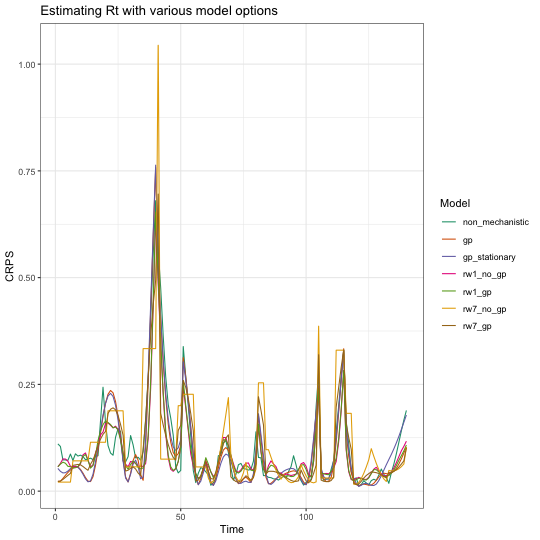 Estimating Rt with various model options
CRPS
1.00
0.75
0.50
0.25
0.00
0
50
100
Time
Model
non_mechanistic
gp
gp_stationary
rw1_no_gp
rw1_gp
rw7_no_gp
rw7_gp